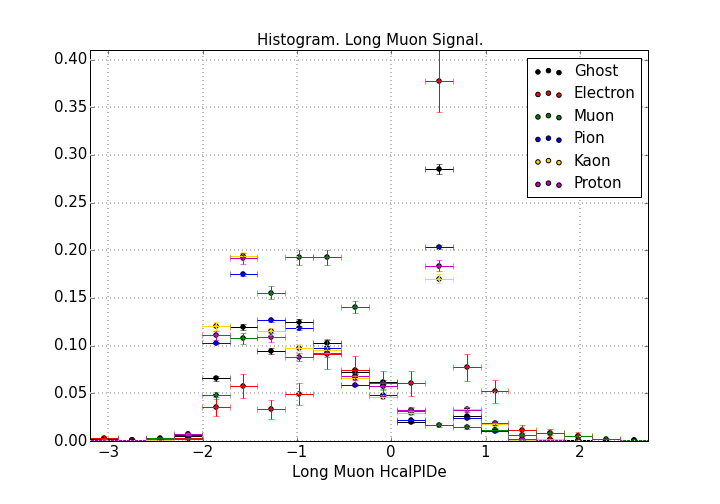 Histogram. Long Muon Signal.
0.40
0.35
0.30
0.25
0.20
0.15
0.10
0.05
0.00
Ghost
Electron
Muon
Pion
Kaon
Proton
−3
−2
−1
0
1
2
Long Muon HcalPIDe